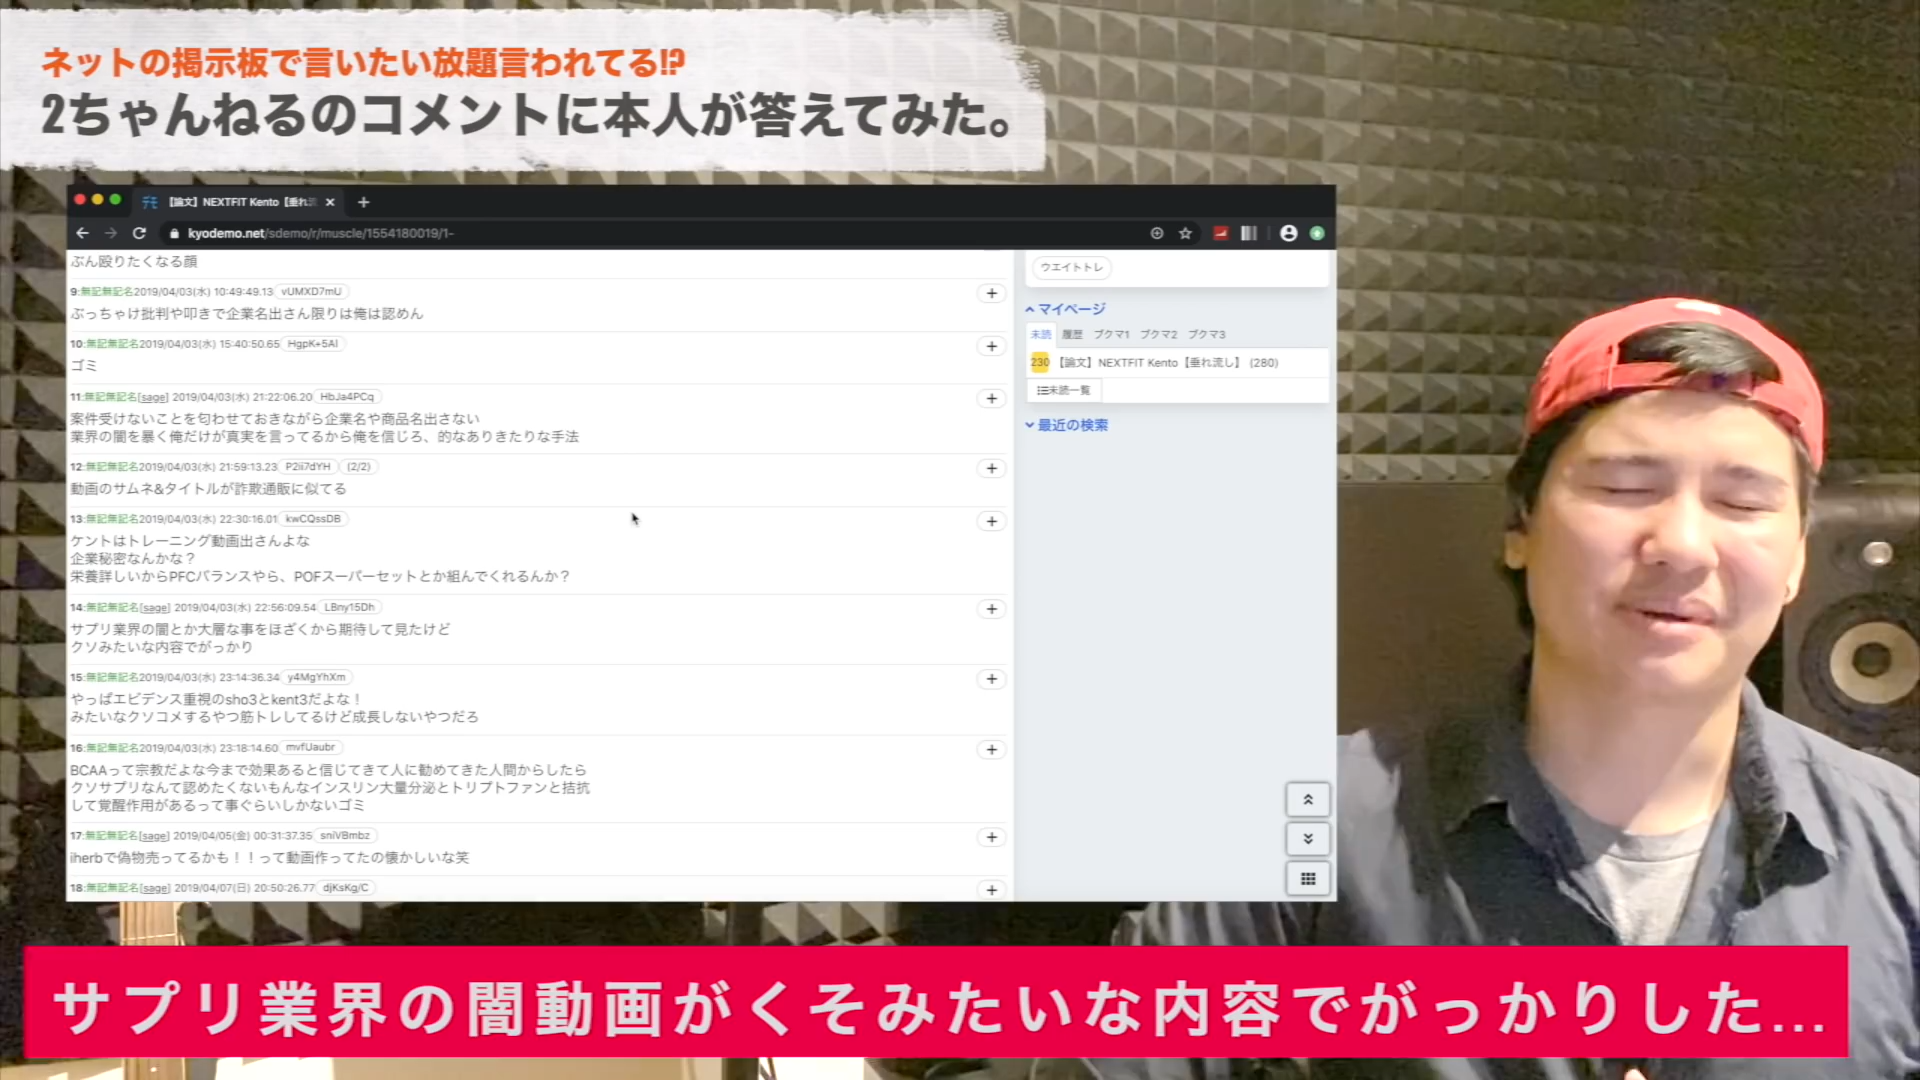 ネットの掲示板で言いたい放題言われてる!?
2ちゃんねるのコメントに本人が答えてみた。
【論文】NEXTFIT Kento【垂れ流
kyodemo.net/sdemo/r/muscle/1554180019/1-
ぶん殴りたくなる顔
9:無記無記名2019/04/03(水) 10:49:49.13 vUMXD7mU
ぶっちゃけ批判や叩きで企業名出さん限りは俺は認めん
10:無記無記名2019/04/03(水) 15:40:50.65 HgpK+5AI
ゴミ
11:無記無記名[sage] 2019/04/03(水) 21:22:06.20 HbJa4PCq
案件受けないことを匂わせておきながら企業名や商品名出さない
業界の闇を暴く俺だけが真実を言ってるから俺を信じろ、的なありきたりな手法
12:無記無記名2019/04/03(水) 21:59:13.23 P2ii7dYH (2/2)
動画のサムネ&タイトルが詐欺通販に似てる
13:無記無記名2019/04/03(水) 22:30:16.01 kwCQssDB
ケントはトレーニング動画出さんよな
企業秘密なんかな？
栄養詳しいからPFCバランスやら、POFスーパーセットとか組んでくれるんか？
14:無記無記名[sage] 2019/04/03(水) 22:56:09.54 LBny15Dh
サプリ業界の闇とか大層な事をほざくから期待して見たけど
クソみたいな内容でがっかり
15:無記無記名2019/04/03(水) 23:14:36.34 y4MgYhXm
やっぱエビデンス重視のsho3とkent3だよな！
みたいなクソコメするやつ筋トレしてるけど成長しないやつだろ
16:無記無記名2019/04/03(水) 23:18:14.60 mvfUaubr
BCAAって宗教だよな今まで効果あると信じてきて人に勧めてきた人間からしたら
クソサプリなんて認めたくないもんなインスリン大量分泌とトリプトファンと拮抗
して覚醒作用があるって事ぐらいしかないゴミ
17:無記無記名[sage] 2019/04/05(金) 00:31:37.35 sniVBmbz
iherbで偽物売ってるかも！！って動画作ってたの懐かしいな笑
18:無記無記名[sage] 2019/04/07(日) 20:50:26.77 djKsKg/C
ウエイトトレ
マイページ
未読 履歴 ブクマ1 ブクマ2 ブクマ3
230 【論文】NEXTFIT Kento【垂れ流し】 (280)
未読一覧
最近の検索
サプリ業界の闇動画がくそみたいな内容でがっかりした...